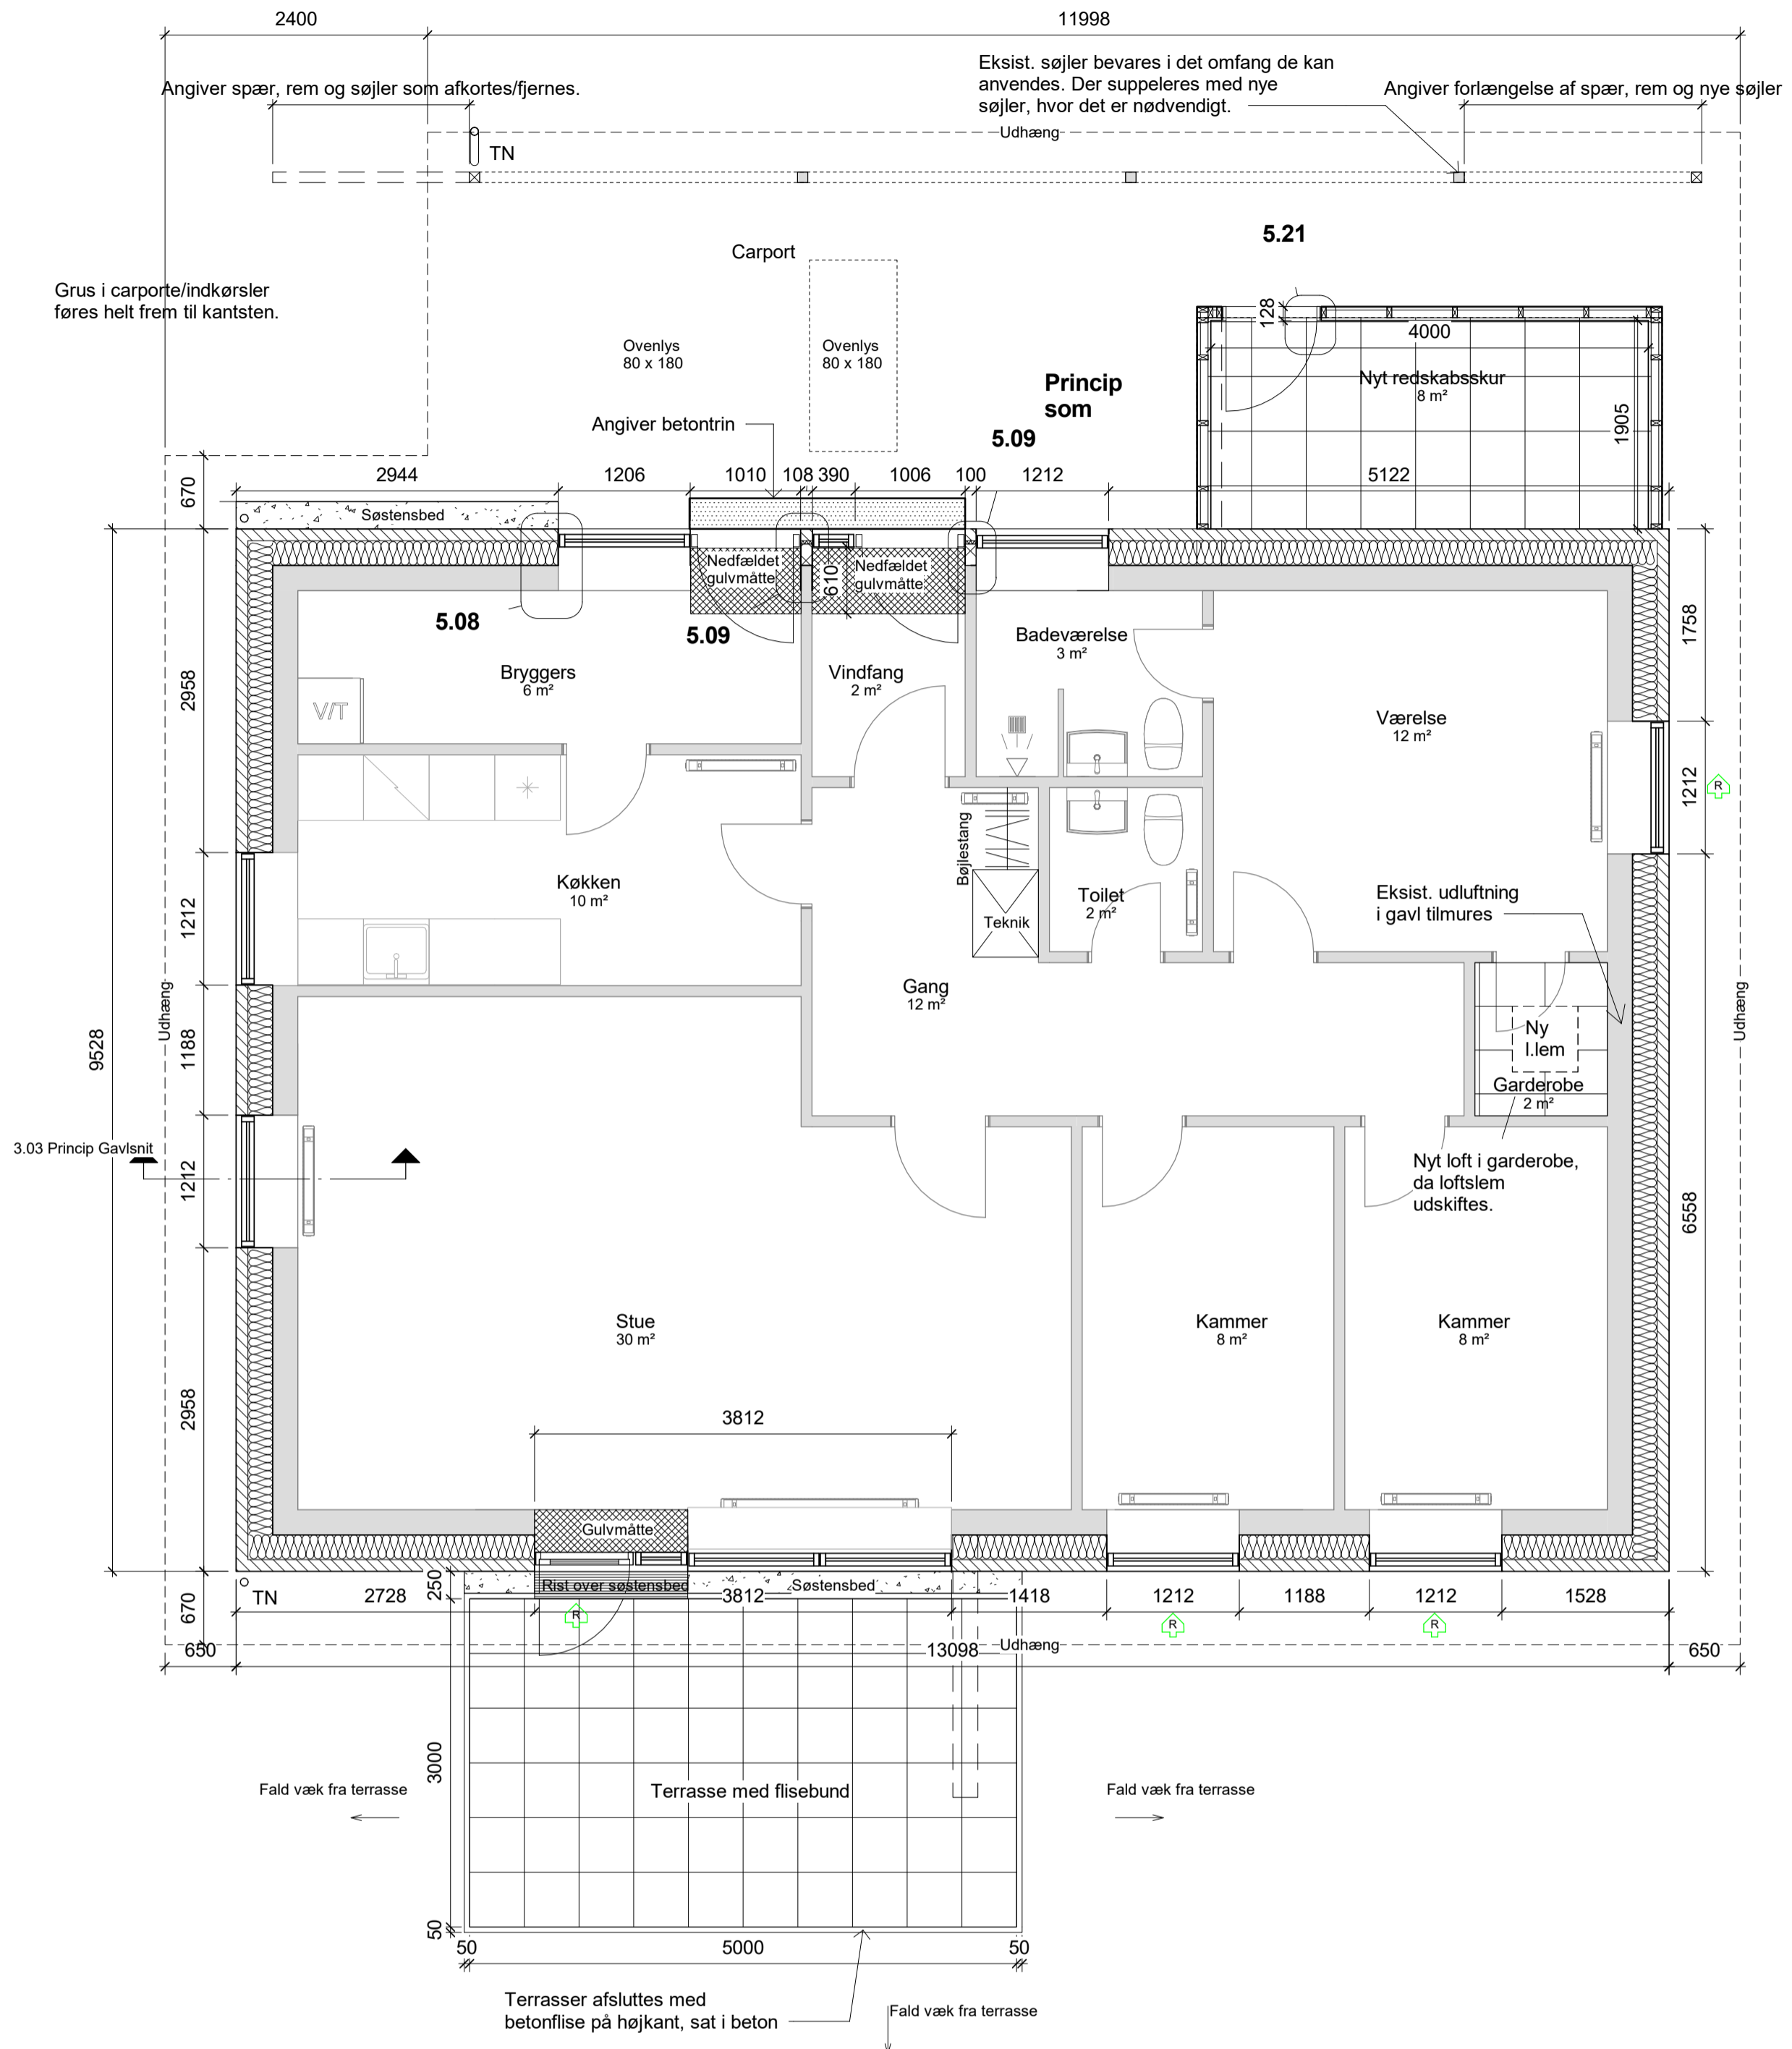 2400
11998
Angiver spær, rem og søjler som afkortes/fjernes.
Eksist. søjler bevares i det omfang de kan
anvendes. Der suppeleres med nye
søjler, hvor det er nødvendigt.
Angiver forlængelse af spær, rem og nye søjler
Udhæng
TN
5.21
Carport
Grus i carporte/indkørsler
føres helt frem til kantsten.
128
4000
Ovenlys
80 x 180
Ovenlys
80 x 180
Nyt redskabsskur
8 m²
1905
Princip
som
5.09
Angiver betontrin
670
2944
1206
1010
108
390
1006
100
1212
5122
Søstensbed
Nedfældet
gulvmåtte
610
Nedfældet
gulvmåtte
5.08
5.09
Bryggers
6 m²
Vindfang
2 m²
Badeværelse
3 m²
1758
2958
V/T
Værelse
12 m²
1212
R
Bøjlestang
Køkken
10 m²
Toilet
2 m²
Teknik
Eksist. udluftning
i gavl tilmures
1212
Gang
12 m²
Udhæng
Udhæng
9528
1188
Ny
l.lem
Garderobe
2 m²
3.03 Princip Gavlsnit
1212
Nyt loft i garderobe,
da loftslem
udskiftes.
6558
Stue
30 m²
Kammer
8 m²
Kammer
8 m²
2958
3812
Gulvmåtte
250
Rist over søstensbed
Søstensbed
670
TN
2728
3812
1418
1212
1188
1212
1528
R
R
R
650
13098
Udhæng
650
3000
Fald væk fra terrasse
Terrasse med flisebund
Fald væk fra terrasse
50
50
5000
50
Terrasser afsluttes med
betonflise på højkant, sat i beton
Fald væk fra terrasse